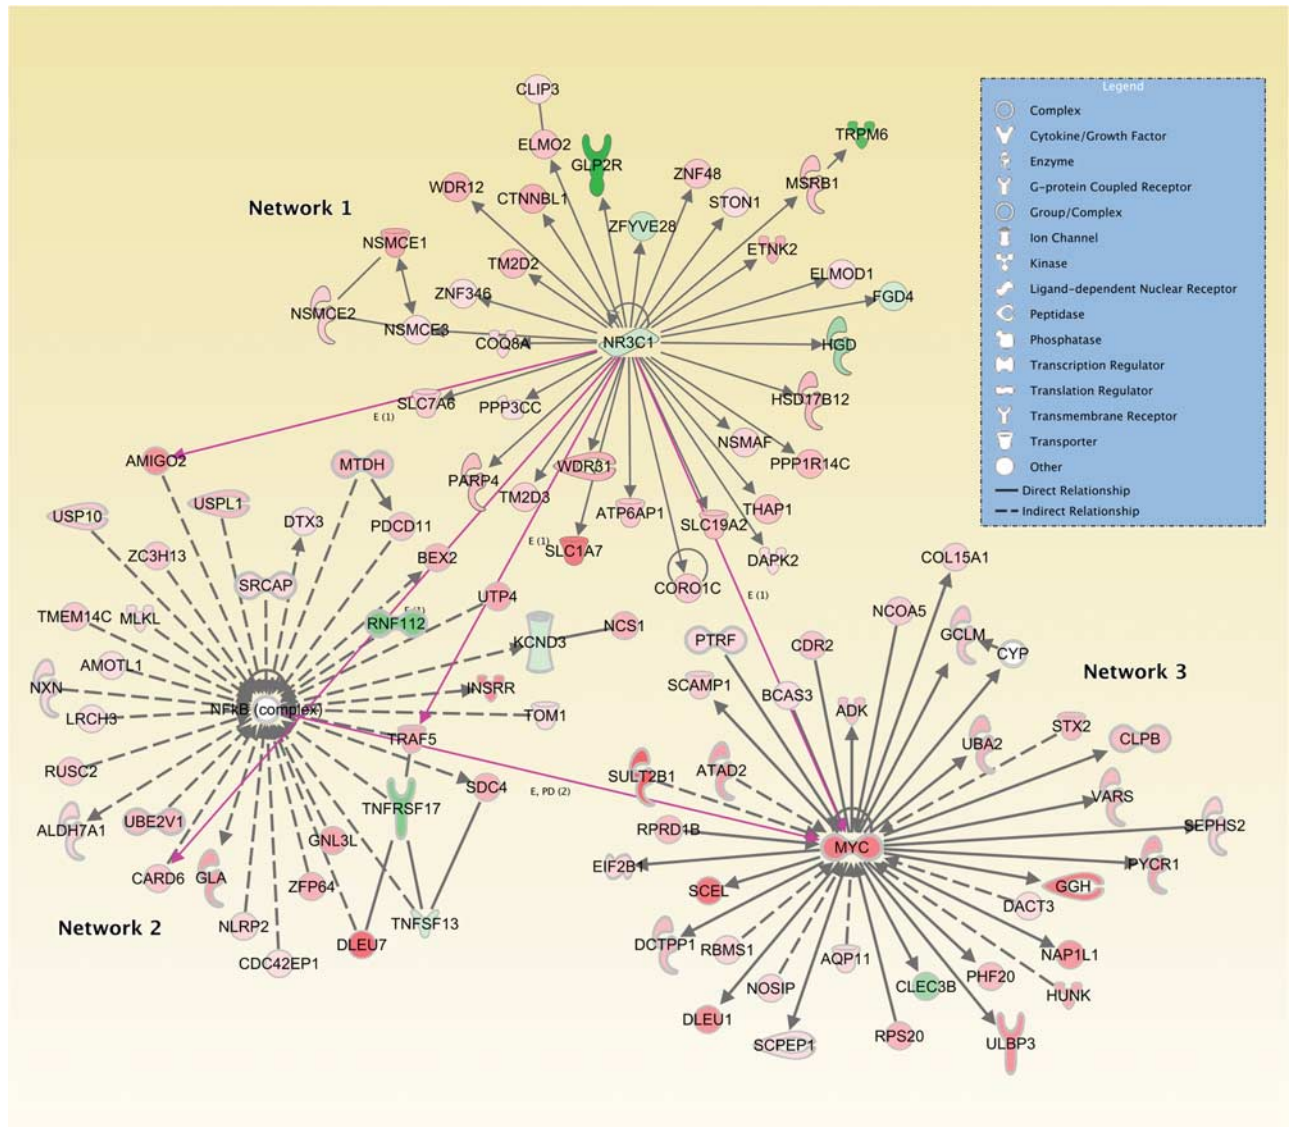 Legend
Complex
Cytokine/Growth Factor
Enzyme
G-protein Coupled Receptor
Group/Complex
Ion Channel
Kinase
Ligand-dependent Nuclear Receptor
Peptidase
Phosphatase
Transcription Regulator
Translation Regulator
Transmembrane Receptor
Transporter
Other
Direct Relationship
Indirect Relationship
Network 1
CLIP3
ELMO2
GLP2R
TRPM6
WDR12
CTNNBL1
ZNF48
MSRB1
STON1
ZFYVE28
NSMCE1
ETNK2
TM2D2
ELMOD1
ZNF346
FGD4
NSMCE2
NSMCE3
COQ8A
NR3C1
HGD
SLC7A6
PPP3CC
HSD17B12
E (1)
NSMAF
PPP1R14C
AMIGO2
MTDH
PARP4
WDR31
TM2D3
ATP6AP1
THAP1
SLC19A2
E (1)
SLC1A7
DAPK2
CORO1C
E (1)
USP10
USPL1
DTX3
PDCD11
ZC3H13
BEX2
SRCAP
UTP4
TMEM14C
MLKL
RNF112
KCND3
NCS1
AMOTL1
NXN
INSRR
NFkB (complex)
LRCH3
TOM1
TRAF5
RUSC2
SDC4
E, PD (2)
TNFRSF17
ALDH7A1
UBE2V1
GNL3L
CARD6
GLA
ZFP64
NLRP2
TNFSF13
Network 2
DLEU7
CDC42EP1
COL15A1
NCOA5
GCLM
CYP
PTRF
CDR2
Network 3
SCAMP1
BCAS3
ADK
STX2
UBA2
CLPB
SULT2B1
ATAD2
VARS
RPRD1B
SEPHS2
MYC
EIF2B1
PYCR1
SCEL
GGH
DACT3
DCTPP1
RBMS1
AQP11
NAP1L1
NOSIP
CLEC3B
PHF20
HUNK
DLEU1
SCPEP1
RPS20
ULBP3